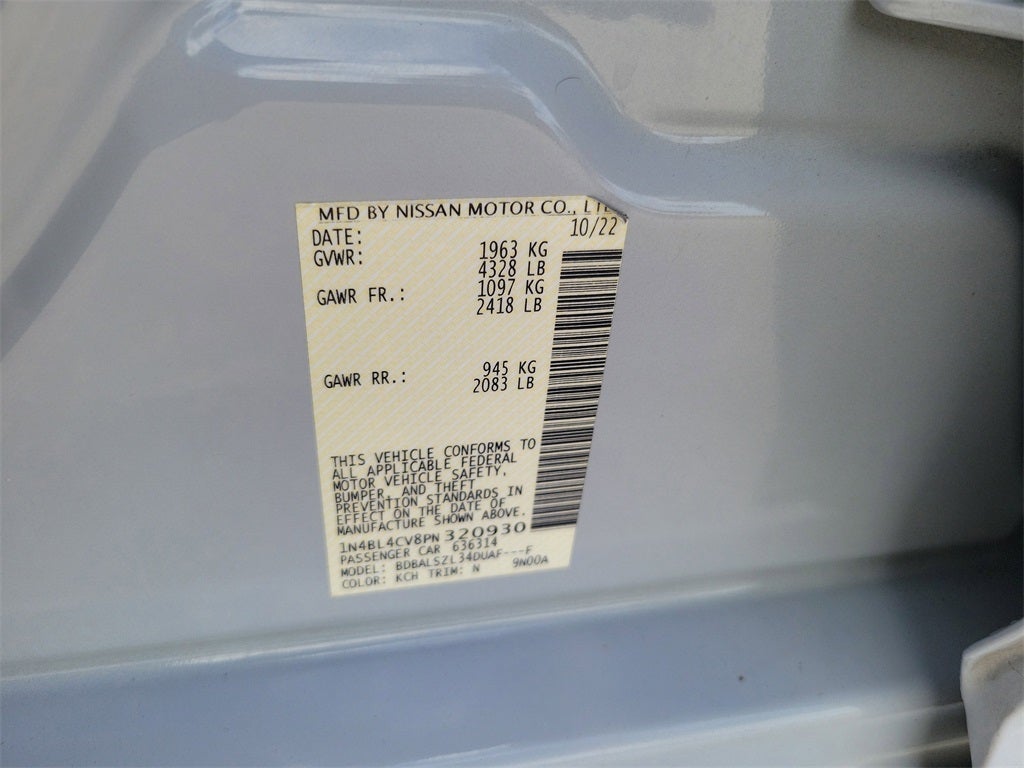 MFD BY NISSAN MOTOR CO., LTD
DATE: 10/22
GVWR: 1963 KG
4328 LB
GAWR FR.: 1097 KG
2418 LB
GAWR RR.: 945 KG
2083 LB
THIS VEHICLE CONFORMS TO
ALL APPLICABLE FEDERAL
MOTOR VEHICLE SAFETY,
BUMPER, AND THEFT
PREVENTION STANDARDS IN
EFFECT ON THE DATE OF
MANUFACTURE SHOWN ABOVE.
1N4BL4CV8PN320930
PASSENGER CAR 636314
MODEL: BDBALSZL34DUAF---F
COLOR: KCH TRIM: N 9N00A